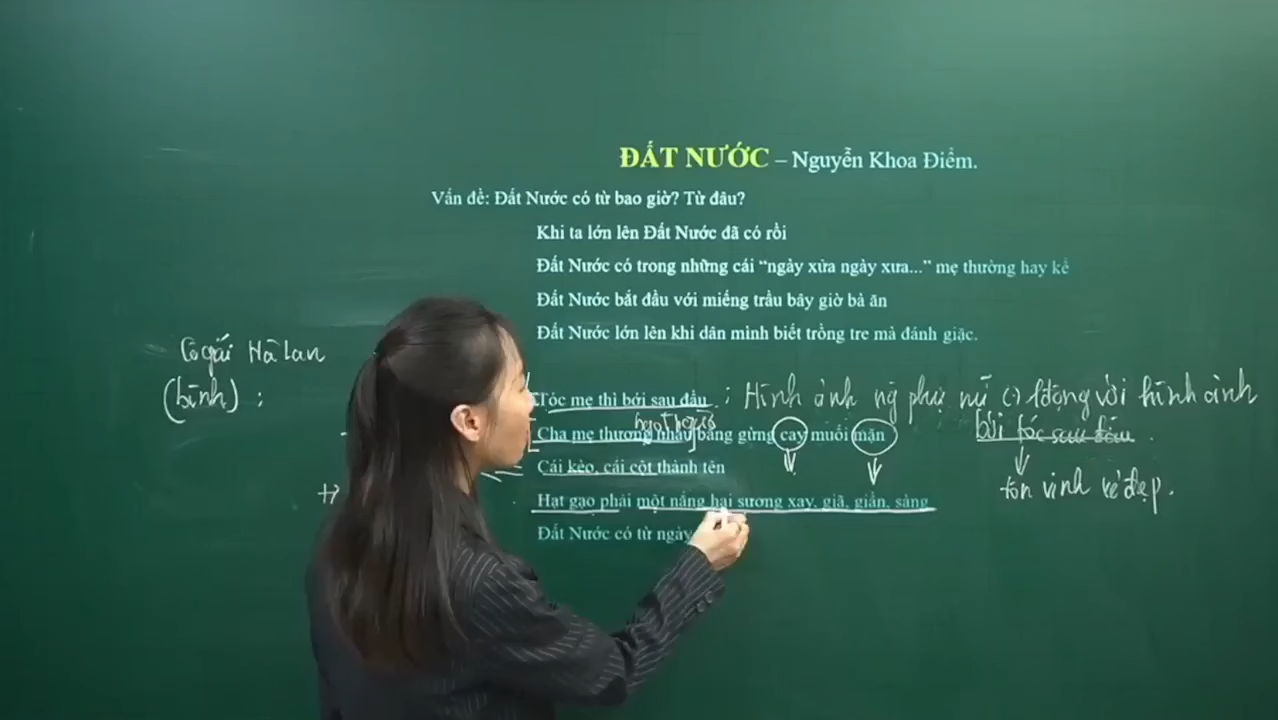 ĐẤT NƯỚC – Nguyễn Khoa Điềm.
Vấn đề: Đất Nước có từ bao giờ? Từ đâu?
Khi ta lớn lên Đất Nước đã có rồi
Đất Nước có trong những cái “ngày xửa ngày xưa...” mẹ thường hay kể
Đất Nước bắt đầu với miếng trầu bây giờ bà ăn
Đất Nước lớn lên khi dân mình biết trồng tre mà đánh giặc.
Cô gái Hà Lan
(bình) :
Tóc mẹ thì bới sau đầu : Hình ảnh ng phụ nữ VN động với hình ảnh
bới tóc sau đầu .
Cha mẹ thương nhau bằng gừng cay muối mặn
Cái kèo, cái cột thành tên
tôn vinh vẻ đẹp.
Hạt gạo phải một nắng hai sương xay, giã, giần, sàng
Đất Nước có từ ngày